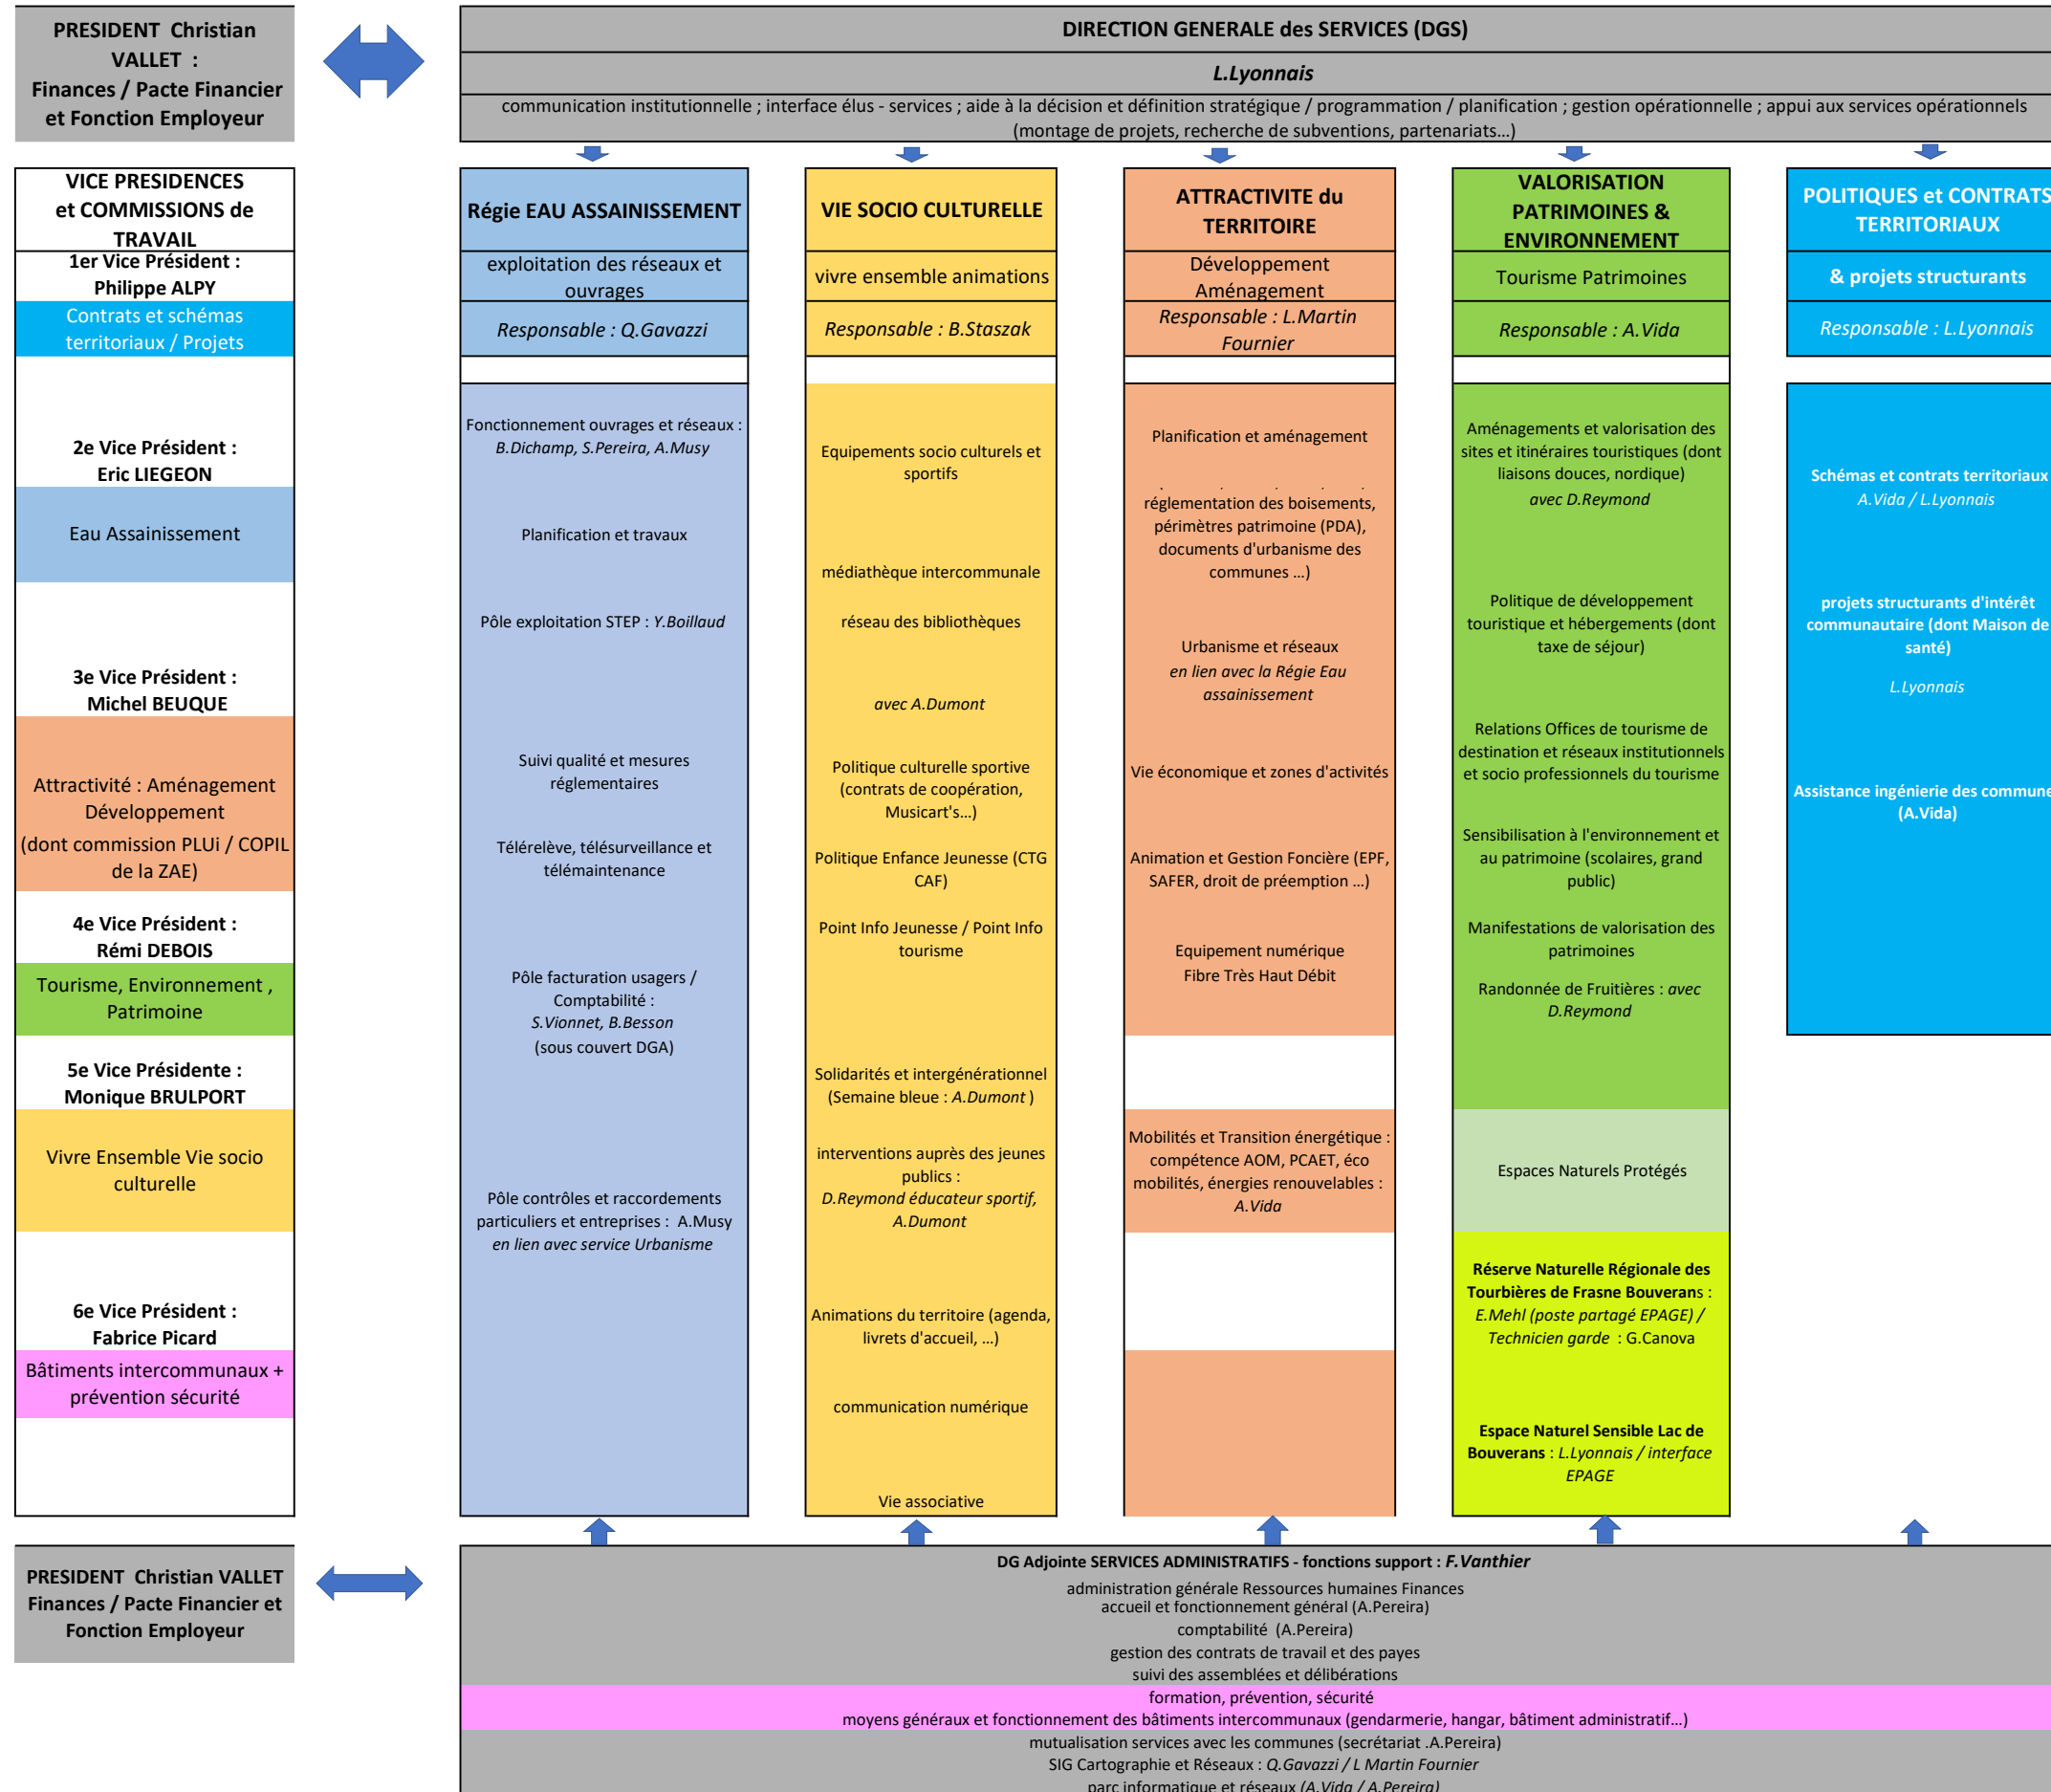 PRESIDENT Christian
VALLET :
Finances / Pacte Financier
et Fonction Employeur
DIRECTION GENERALE des SERVICES (DGS)
L.Lyonnais
communication institutionnelle ; interface élus - services ; aide à la décision et définition stratégique / programmation / planification ; gestion opérationnelle ; appui aux services opérationnels
(montage de projets, recherche de subventions, partenariats...)
VICE PRESIDENCES
et COMMISSIONS de
TRAVAIL
1er Vice Président :
Philippe ALPY
Contrats et schémas
territoriaux / Projets
2e Vice Président :
Eric LIEGEON
Eau Assainissement
3e Vice Président :
Michel BEUQUE
Attractivité : Aménagement
Développement
(dont commission PLUi / COPIL
de la ZAE)
4e Vice Président :
Rémi DEBOIS
Tourisme, Environnement ,
Patrimoine
5e Vice Présidente :
Monique BRULPORT
Vivre Ensemble Vie socio
culturelle
6e Vice Président :
Fabrice Picard
Bâtiments intercommunaux +
prévention sécurité
Régie EAU ASSAINISSEMENT
exploitation des réseaux et
ouvrages
Responsable : Q.Gavazzi
Fonctionnement ouvrages et réseaux :
B.Dichamp, S.Pereira, A.Musy
Planification et travaux
Pôle exploitation STEP : Y.Boillaud
Suivi qualité et mesures
réglementaires
Télérelève, télésurveillance et
télémaintenance
Pôle facturation usagers /
Comptabilité :
S.Vionnet, B.Besson
(sous couvert DGA)
Pôle contrôles et raccordements
particuliers et entreprises : A.Musy
en lien avec service Urbanisme
VIE SOCIO CULTURELLE
vivre ensemble animations
Responsable : B.Staszak
Equipements socio culturels et
sportifs
médiathèque intercommunale
réseau des bibliothèques
avec A.Dumont
Politique culturelle sportive
(contrats de coopération,
Musicart's...)
Politique Enfance Jeunesse (CTG
CAF)
Point Info Jeunesse / Point Info
tourisme
Solidarités et intergénérationnel
(Semaine bleue : A.Dumont )
interventions auprès des jeunes
publics :
D.Reymond éducateur sportif,
A.Dumont
Animations du territoire (agenda,
livrets d'accueil, ...)
communication numérique
Vie associative
ATTRACTIVITE du
TERRITOIRE
Développement
Aménagement
Responsable : L.Martin
Fournier
Planification et aménagement
réglementation des boisements,
périmètres patrimoine (PDA),
documents d'urbanisme des
communes ...)
Urbanisme et réseaux
en lien avec la Régie Eau
assainissement
Vie économique et zones d'activités
Animation et Gestion Foncière (EPF,
SAFER, droit de préemption ...)
Equipement numérique
Fibre Très Haut Débit
Mobilités et Transition énergétique :
compétence AOM, PCAET, éco
mobilités, énergies renouvelables :
A.Vida
VALORISATION
PATRIMOINES &
ENVIRONNEMENT
Tourisme Patrimoines
Responsable : A.Vida
Aménagements et valorisation des
sites et itinéraires touristiques (dont
liaisons douces, nordique)
avec D.Reymond
Politique de développement
touristique et hébergements (dont
taxe de séjour)
Relations Offices de tourisme de
destination et réseaux institutionnels
et socio professionnels du tourisme
Sensibilisation à l'environnement et
au patrimoine (scolaires, grand
public)
Manifestations de valorisation des
patrimoines
Randonnée de Fruitières : avec
D.Reymond
Espaces Naturels Protégés
Réserve Naturelle Régionale des
Tourbières de Frasne Bouverans :
E.Mehl (poste partagé EPAGE) /
Technicien garde : G.Canova
Espace Naturel Sensible Lac de
Bouverans : L.Lyonnais / interface
EPAGE
POLITIQUES et CONTRATS
TERRITORIAUX
& projets structurants
Responsable : L.Lyonnais
Schémas et contrats territoriaux
A.Vida / L.Lyonnais
projets structurants d'intérêt
communautaire (dont Maison de
santé)
L.Lyonnais
Assistance ingénierie des commune
(A.Vida)
PRESIDENT Christian VALLET
Finances / Pacte Financier et
Fonction Employeur
DG Adjointe SERVICES ADMINISTRATIFS - fonctions support : F.Vanthier
administration générale Ressources humaines Finances
accueil et fonctionnement général (A.Pereira)
comptabilité (A.Pereira)
gestion des contrats de travail et des payes
suivi des assemblées et délibérations
formation, prévention, sécurité
moyens généraux et fonctionnement des bâtiments intercommunaux (gendarmerie, hangar, bâtiment administratif...)
mutualisation services avec les communes (secrétariat .A.Pereira)
SIG Cartographie et Réseaux : Q.Gavazzi / L Martin Fournier
parc informatique et réseaux (A.Vida / A.Pereira)